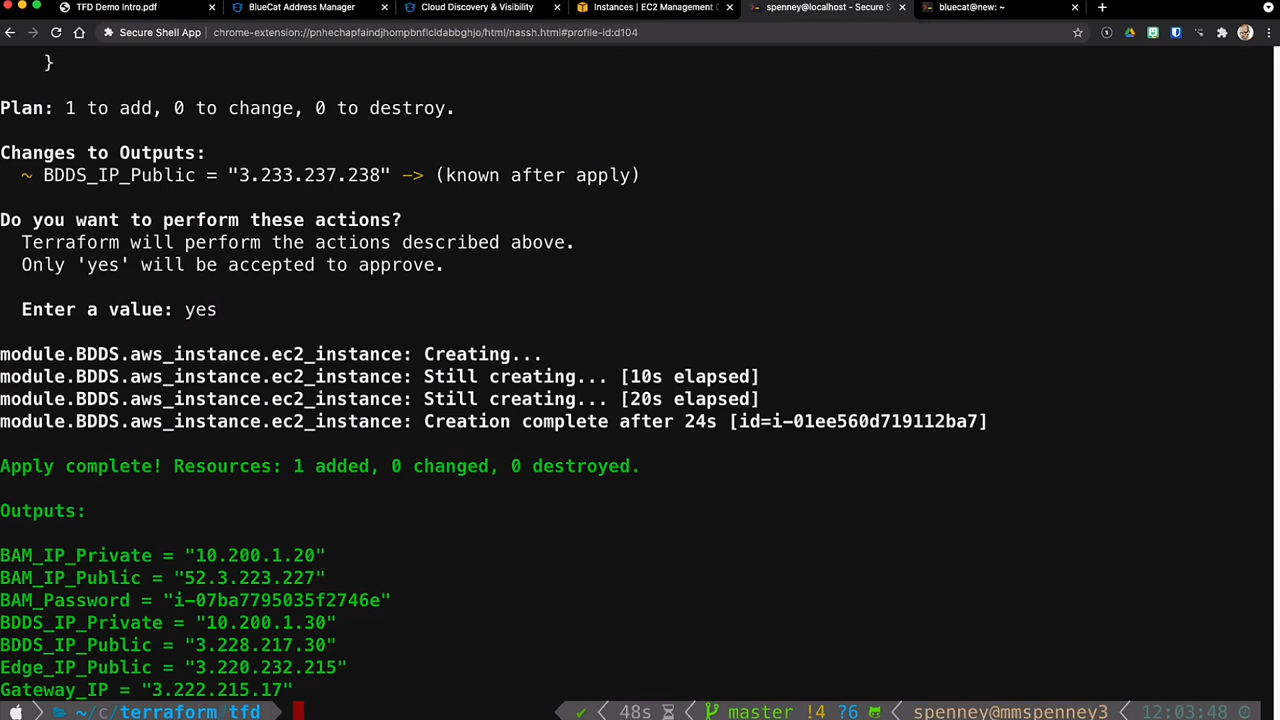 TFD Demo Intro.pdf
BlueCat Address Manager
Cloud Discovery & Visibility
Instances | EC2 Management C
spenney@localhost - Secure S
bluecat@new: ~
Secure Shell App
chrome-extension://pnhechapfaindjhompbnflcldabbghjo/html/nassh.html#profile-id:d104
}
Plan: 1 to add, 0 to change, 0 to destroy.
Changes to Outputs:
~ BDDS_IP_Public = "3.233.237.238" -> (known after apply)
Do you want to perform these actions?
Terraform will perform the actions described above.
Only 'yes' will be accepted to approve.
Enter a value: yes
module.BDDS.aws_instance.ec2_instance: Creating...
module.BDDS.aws_instance.ec2_instance: Still creating... [10s elapsed]
module.BDDS.aws_instance.ec2_instance: Still creating... [20s elapsed]
module.BDDS.aws_instance.ec2_instance: Creation complete after 24s [id=i-01ee560d719112ba7]
Apply complete! Resources: 1 added, 0 changed, 0 destroyed.
Outputs:
BAM_IP_Private = "10.200.1.20"
BAM_IP_Public = "52.3.223.227"
BAM_Password = "i-07ba7795035f2746e"
BDDS_IP_Private = "10.200.1.30"
BDDS_IP_Public = "3.228.217.30"
Edge_IP_Public = "3.220.232.215"
Gateway_IP = "3.222.215.17"
~/c/terraform tfd
✔ 48s master !4 ?6 spenney@mmspenney3 12:03:48